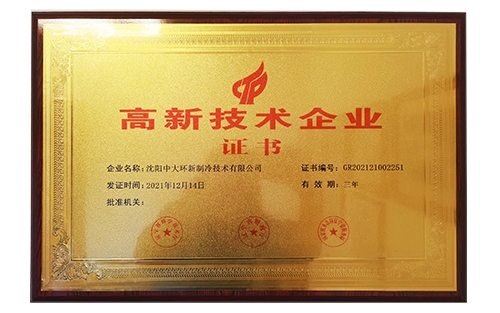 高新技术企业
证书
企业名称：沈阳中大环新制冷技术有限公司 证书编号：GR202121002251
发证时间：2021年12月14日 有效期：三年
批准机关：